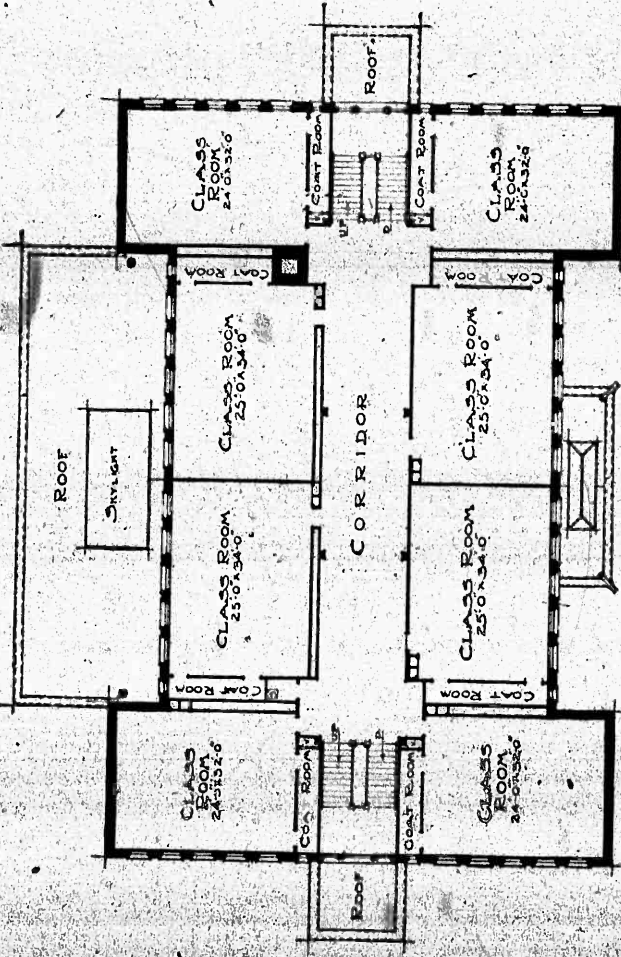 ROOF
CLASS
ROOM
24'-0"x32'-0"
COAT ROOM
COAT ROOM
CLASS
ROOM
24'-0"x32'-0"
UP
D
COAT ROOM
CLASS ROOM
25'-0"x34'-0"
COAT ROOM
CLASS ROOM
25'-0"x34'-0"
CORRIDOR
ROOF
SKYLIGHT
CLASS ROOM
25'-0"x34'-0"
COAT ROOM
CLASS ROOM
25'-0"x34'-0"
COAT ROOM
CLASS
ROOM
24'-0"x32'-0"
COAT ROOM
UP
D
COAT ROOM
CLASS
ROOM
24'-0"x32'-0"
ROOF